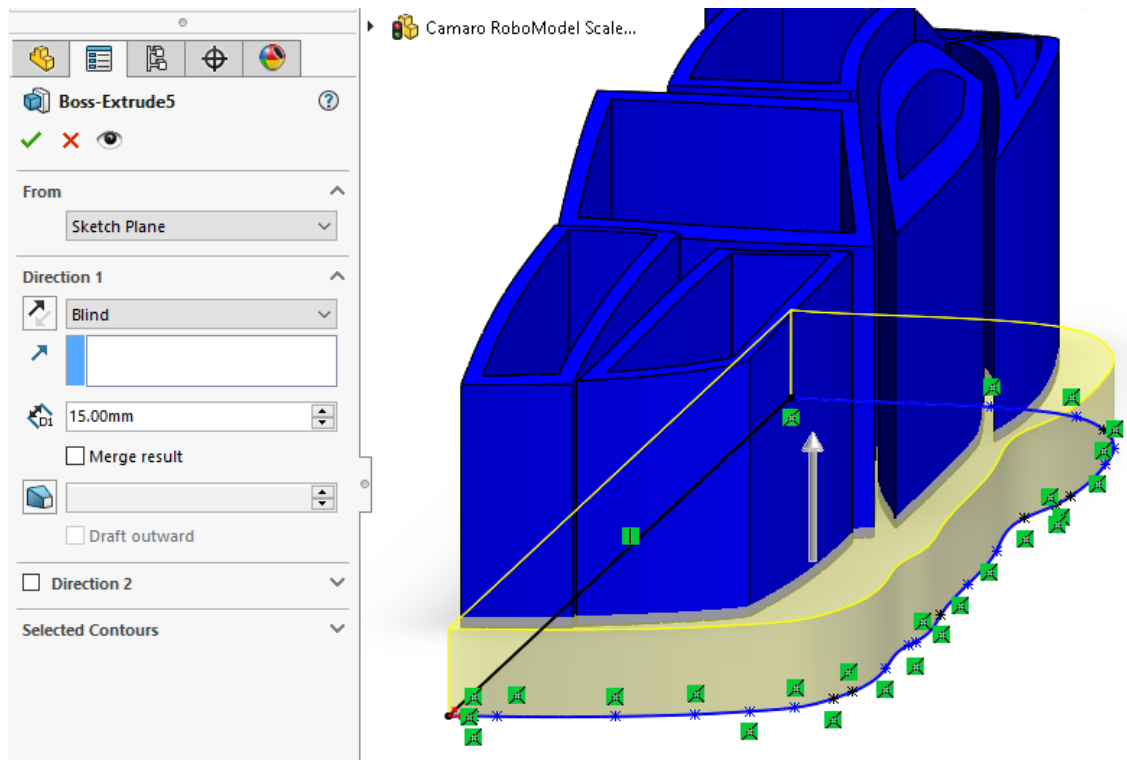 Camaro RoboModel Scale...
Boss-Extrude5
From
Sketch Plane
Direction 1
Blind
D1
15.00mm
Merge result
Draft outward
Direction 2
Selected Contours